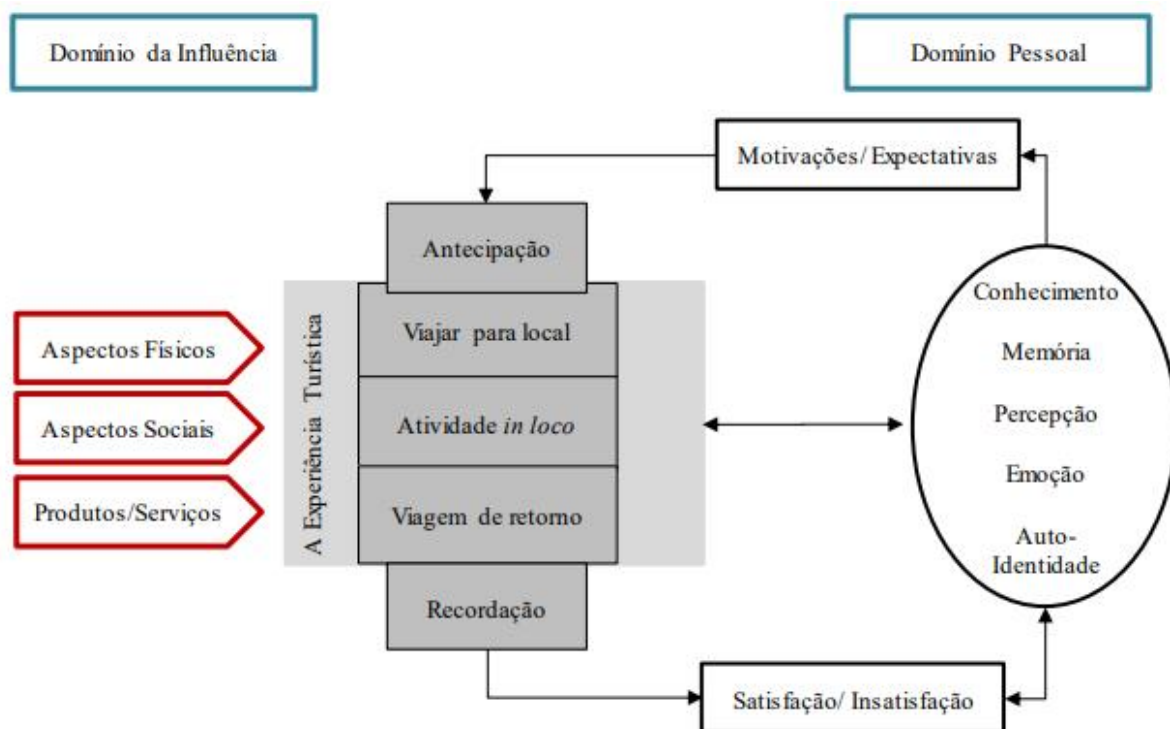 Domínio da Influência
Domínio Pessoal
Motivações/ Expectativas
Antecipação
A Experiência Turística
Viajar para local
Atividade in loco
Viagem de retorno
Recordação
Aspectos Físicos
Aspectos Sociais
Produtos/Serviços
Conhecimento
Memória
Percepção
Emoção
Auto-
Identidade
Satisfação/ Insatisfação